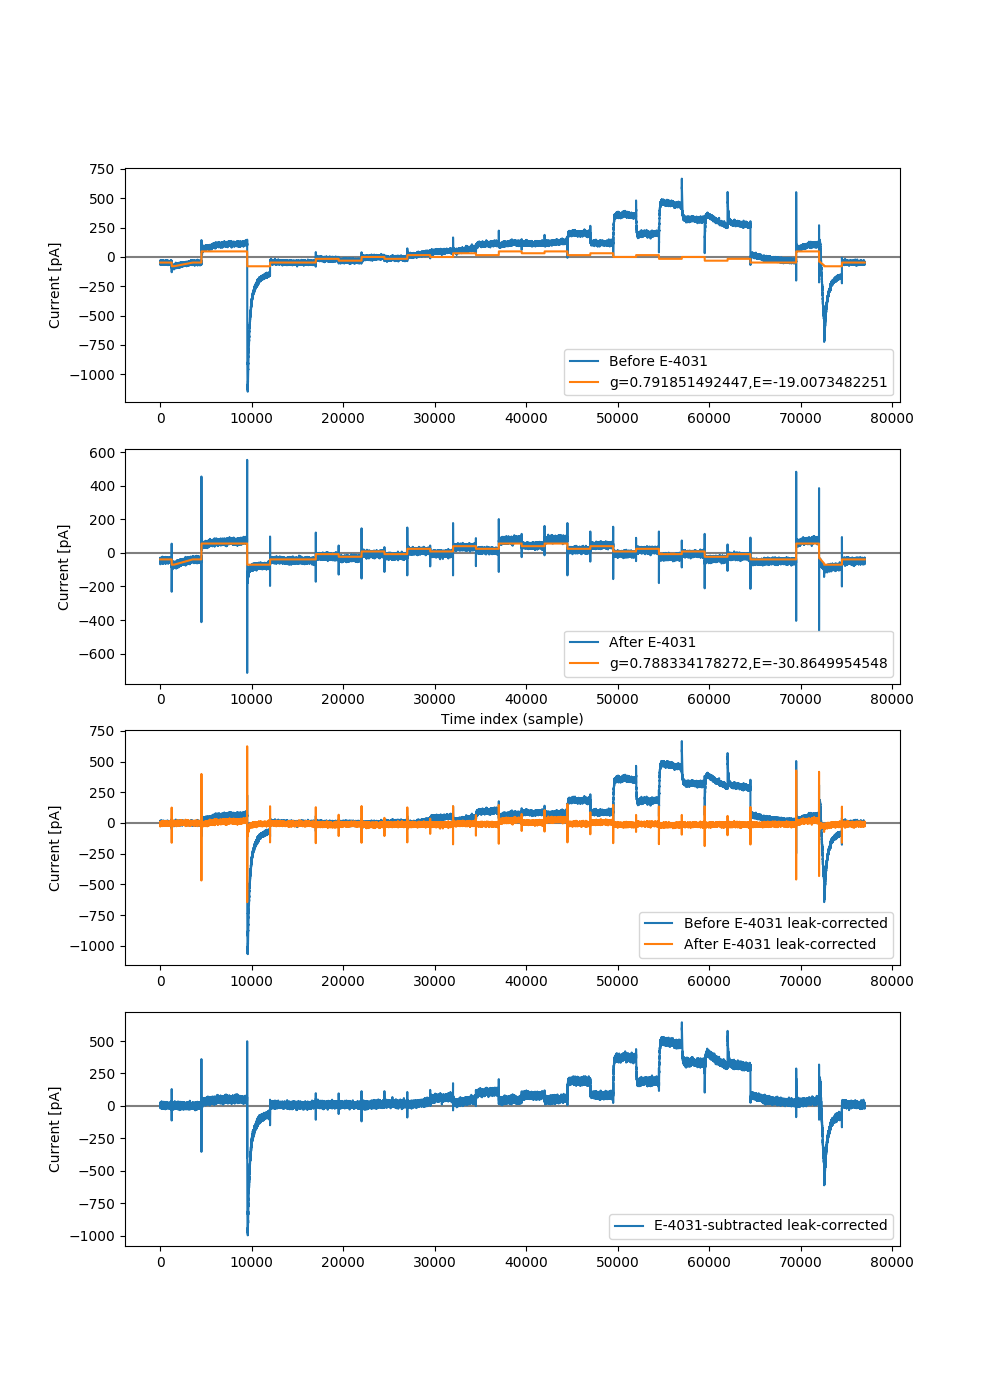 750
500
250
0
−250
−500
−750
−1000
Current [pA]
Before E-4031
g=0.791851492447,E=-19.0073482251
0 10000 20000 30000 40000 50000 60000 70000 80000
600
400
200
0
−200
−400
−600
Current [pA]
After E-4031
g=0.788334178272,E=-30.8649954548
0 10000 20000 30000 40000 50000 60000 70000 80000
Time index (sample)
750
500
250
0
−250
−500
−750
−1000
Current [pA]
Before E-4031 leak-corrected
After E-4031 leak-corrected
0 10000 20000 30000 40000 50000 60000 70000 80000
500
250
0
−250
−500
−750
−1000
Current [pA]
E-4031-subtracted leak-corrected
0 10000 20000 30000 40000 50000 60000 70000 80000